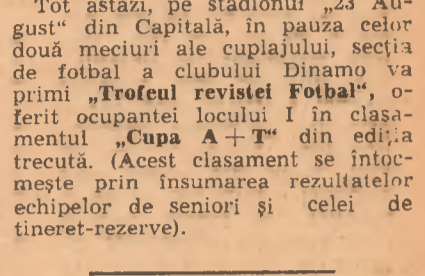 Tot astăzi, pe stadionul „23 Au-
gust“ din Capitală, în pauza celor
două meciuri ale cuplajului, secția
de fotbal a clubului Dinamo va
primi „Trofeul revistei Fotbal“, o-
ferit ocupantei locului I în clasa-
mentul „Cupa A + T“ din ediția
trecută. (Acest clasament se întoc-
mește prin însumarea rezultatelor
echipelor de seniori și celei de
tineret-rezerve).